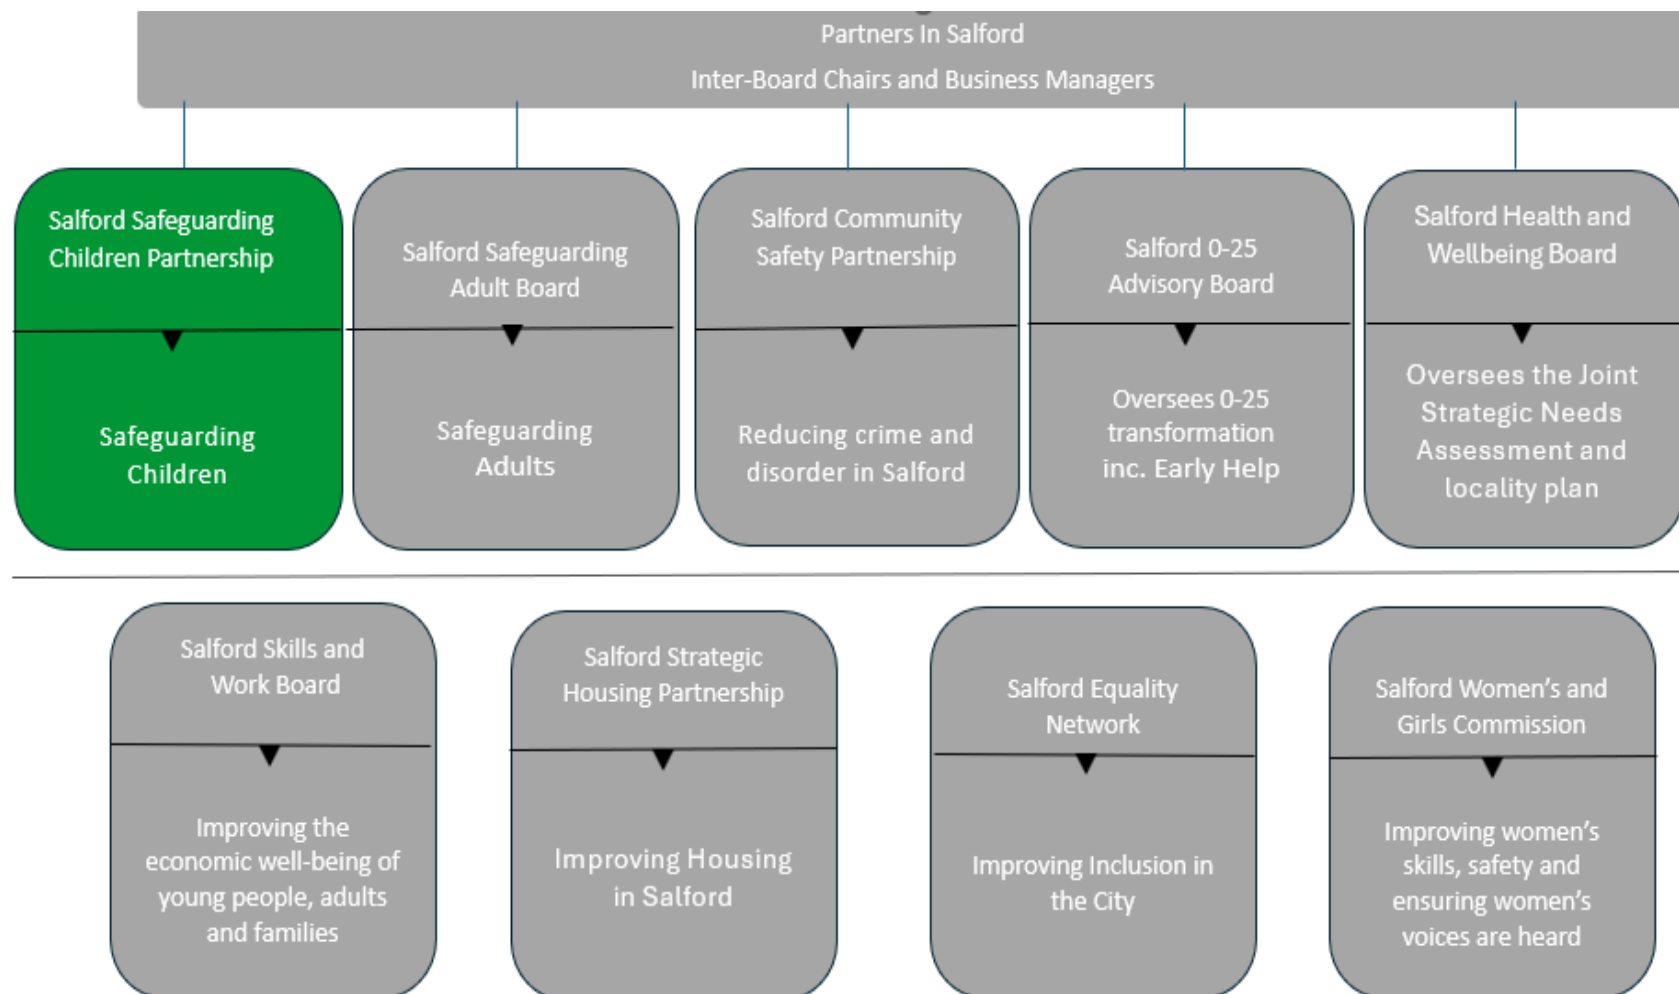 Partners In Salford
Inter-Board Chairs and Business Managers
Salford Safeguarding
Children Partnership
Safeguarding
Children
Salford Safeguarding
Adult Board
Safeguarding
Adults
Salford Community
Safety Partnership
Reducing crime and
disorder in Salford
Salford 0-25
Advisory Board
Oversees 0-25
transformation
inc. Early Help
Salford Health and
Wellbeing Board
Oversees the Joint
Strategic Needs
Assessment and
locality plan
Salford Skills and
Work Board
Improving the
economic well-being of
young people, adults
and families
Salford Strategic
Housing Partnership
Improving Housing
in Salford
Salford Equality
Network
Improving Inclusion in
the City
Salford Women’s and
Girls Commission
Improving women’s
skills, safety and
ensuring women’s
voices are heard